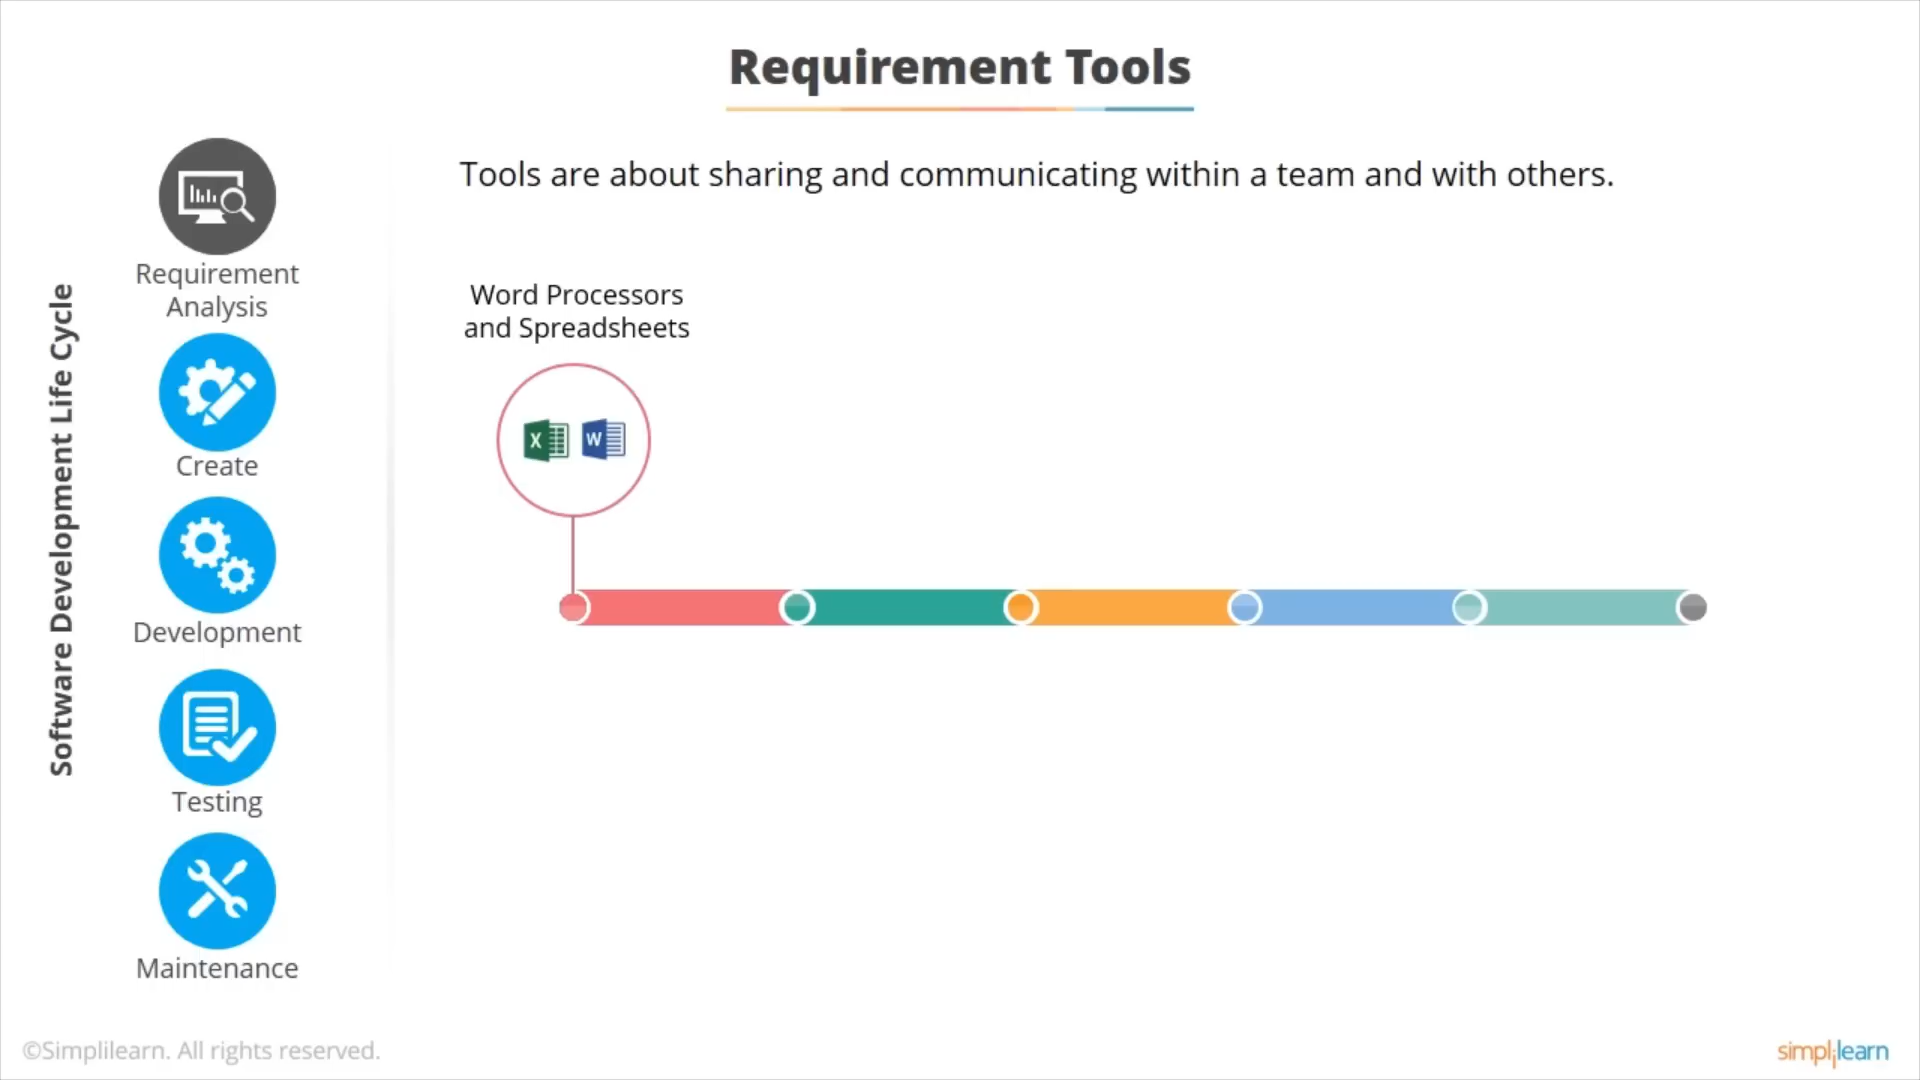 Requirement Tools
Tools are about sharing and communicating within a team and with others.
Software Development Life Cycle
Requirement
Analysis
Create
Development
Testing
Maintenance
Word Processors
and Spreadsheets
X
W
©Simplilearn. All rights reserved.
simplilearn